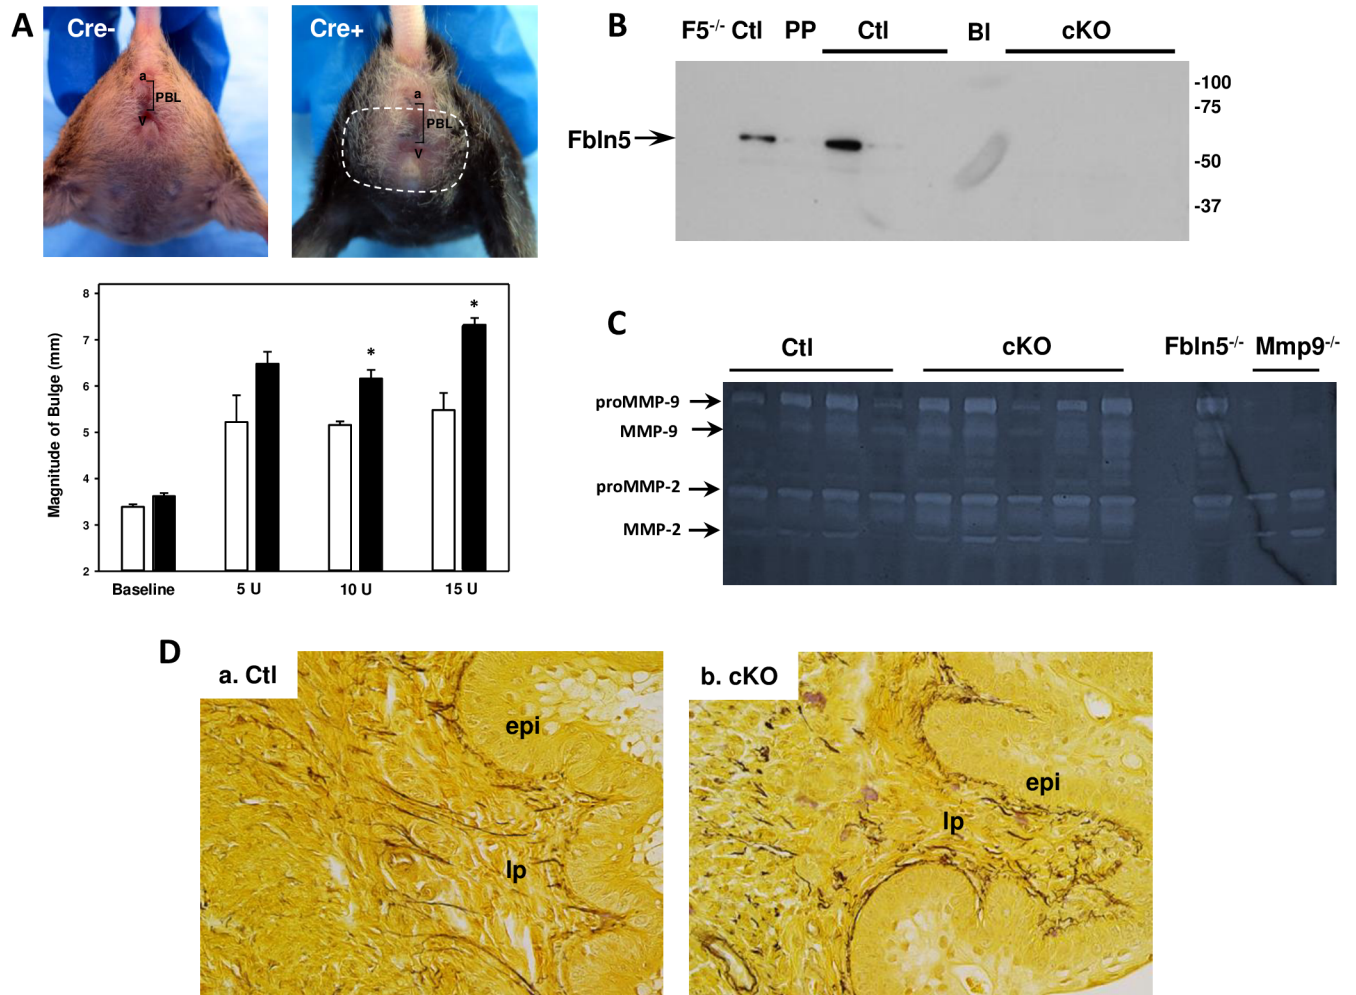 A
Cre-
a
PBL
v
Cre+
a
PBL
v
8
7
6
5
4
3
2
Magnitude of Bulge (mm)
*
*
Baseline 5 U 10 U 15 U
B
F5-/- Ctl PP Ctl Bl cKO
Fbln5
-100
-75
-50
-37
C
Ctl cKO Fbln5-/- Mmp9-/-
proMMP-9
MMP-9
proMMP-2
MMP-2
D
a. Ctl
epi
lp
b. cKO
epi
lp